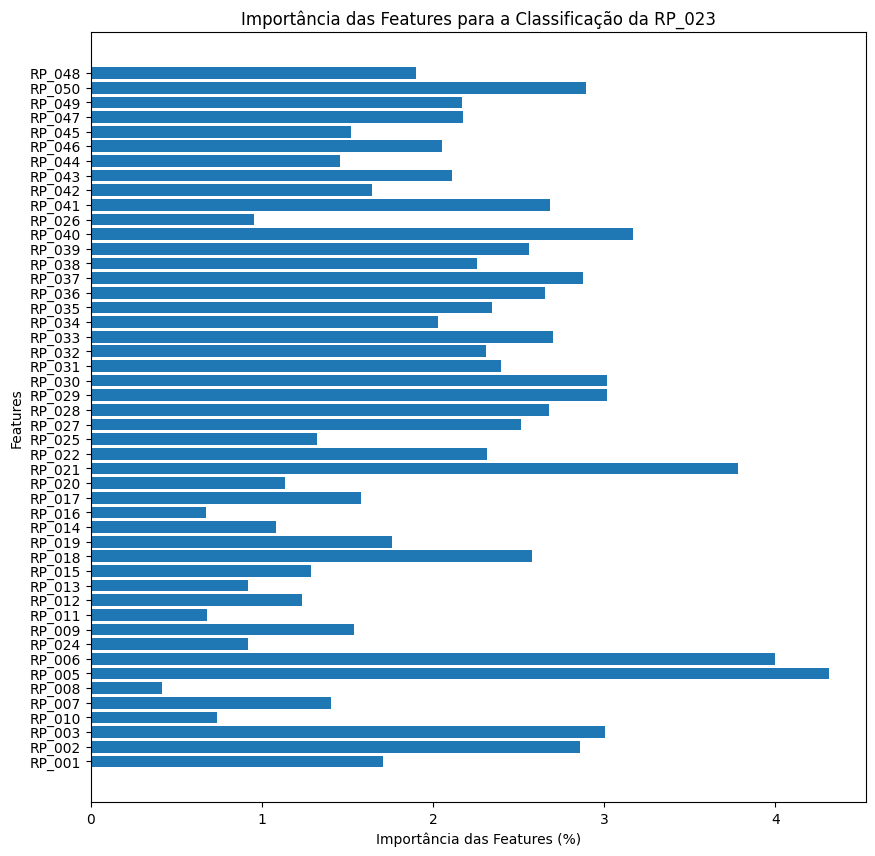 Importância das Features para a Classificação da RP_023
RP_048
RP_050
RP_049
RP_047
RP_045
RP_046
RP_044
RP_043
RP_042
RP_041
RP_026
RP_040
RP_039
RP_038
RP_037
RP_036
RP_035
RP_034
RP_033
RP_032
RP_031
RP_030
RP_029
RP_028
RP_027
RP_025
RP_022
RP_021
RP_020
RP_017
RP_016
RP_014
RP_019
RP_018
RP_015
RP_013
RP_012
RP_011
RP_009
RP_024
RP_006
RP_005
RP_008
RP_007
RP_010
RP_003
RP_002
RP_001
Features
0 1 2 3 4
Importância das Features (%)